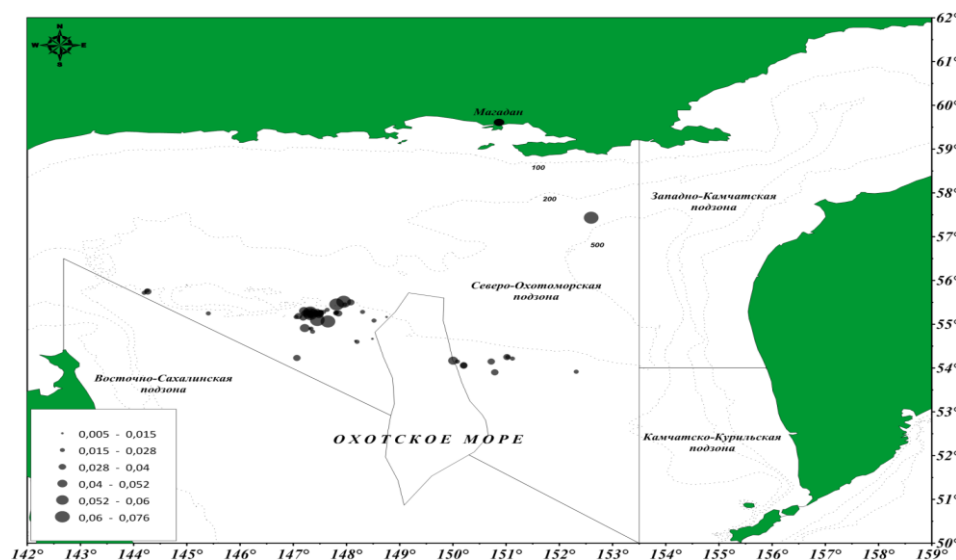 62°
N
W E
S
61°
Магадан
60°
59°
100
58°
Западно-Камчатская
подзона
200
57°
500
56°
Северо-Охотоморская
подзона
55°
54°
Восточно-Сахалинская
подзона
53°
ОХОТСКОЕ МОРЕ
Камчатско-Курильская
подзона
52°
51°
50°
0,005 - 0,015
0,015 - 0,028
0,028 - 0,04
0,04 - 0,052
0,052 - 0,06
0,06 - 0,076
142° 143° 144° 145° 146° 147° 148° 149° 150° 151° 152° 153° 154° 155° 156° 157° 158° 159°